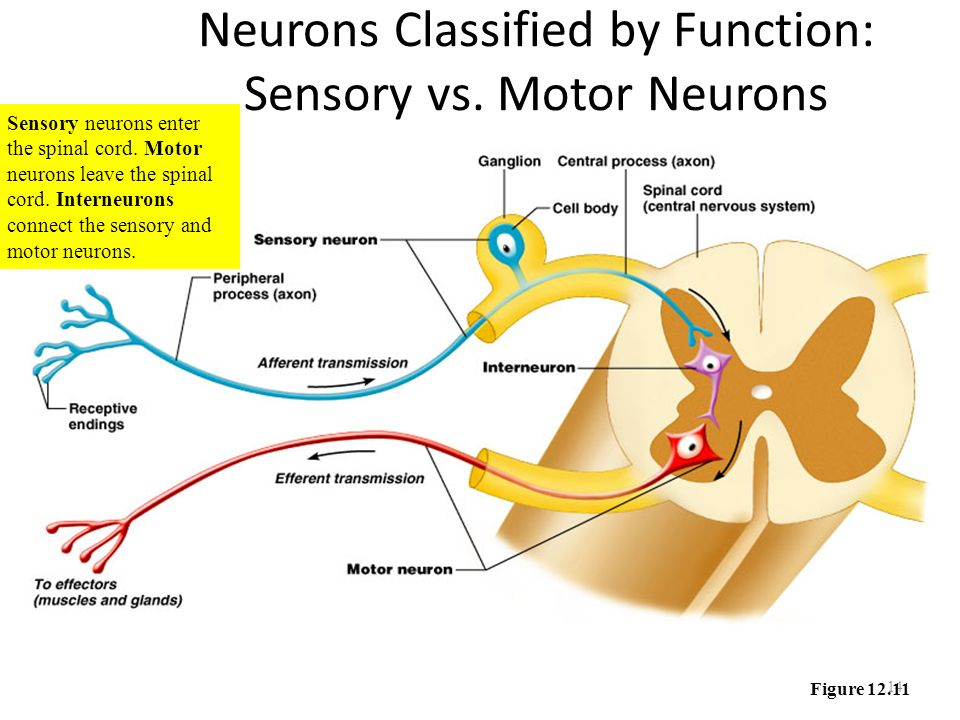 Neurons Classified by Function:
Sensory vs. Motor Neurons
Sensory neurons enter
the spinal cord. Motor
neurons leave the spinal
cord. Interneurons
connect the sensory and
motor neurons.
Ganglion
Central process (axon)
Cell body
Spinal cord
(central nervous system)
Sensory neuron
Peripheral
process (axon)
Afferent transmission
Interneuron
Receptive
endings
Efferent transmission
Motor neuron
To effectors
(muscles and glands)
Figure 12.11